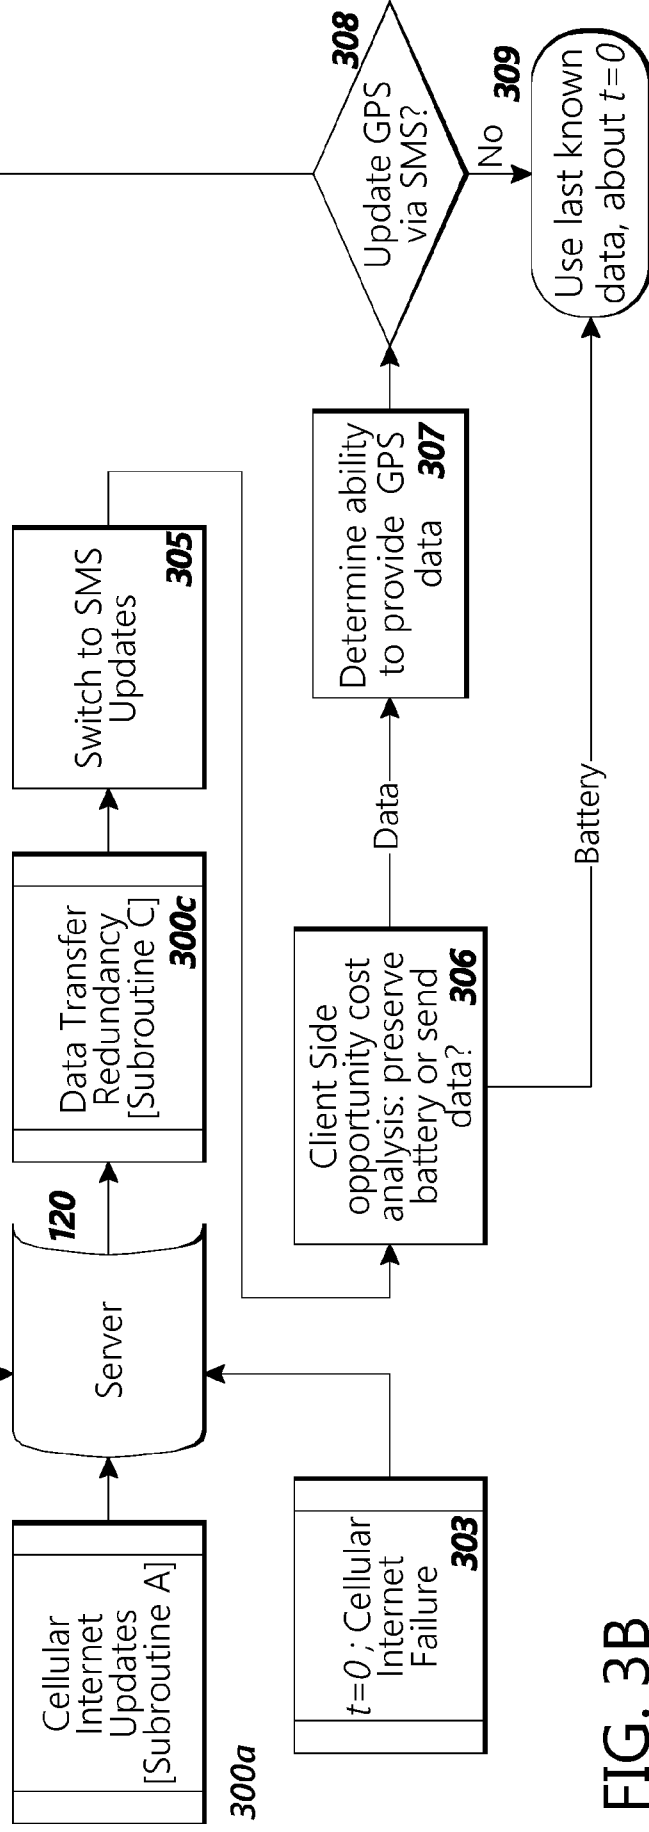 Cellular
Internet
Updates
[Subroutine A]
300a
Server
120
Data Transfer
Redundancy
[Subroutine C]
300c
Switch to SMS
Updates
305
t=0 ; Cellular
Internet
Failure
303
Client Side
opportunity cost
analysis: preserve
battery or send
data?
306
Data
Determine ability
to provide GPS
data
307
Update GPS
via SMS?
308
No
Battery
309
Use last known
data, about t=0
FIG. 3B